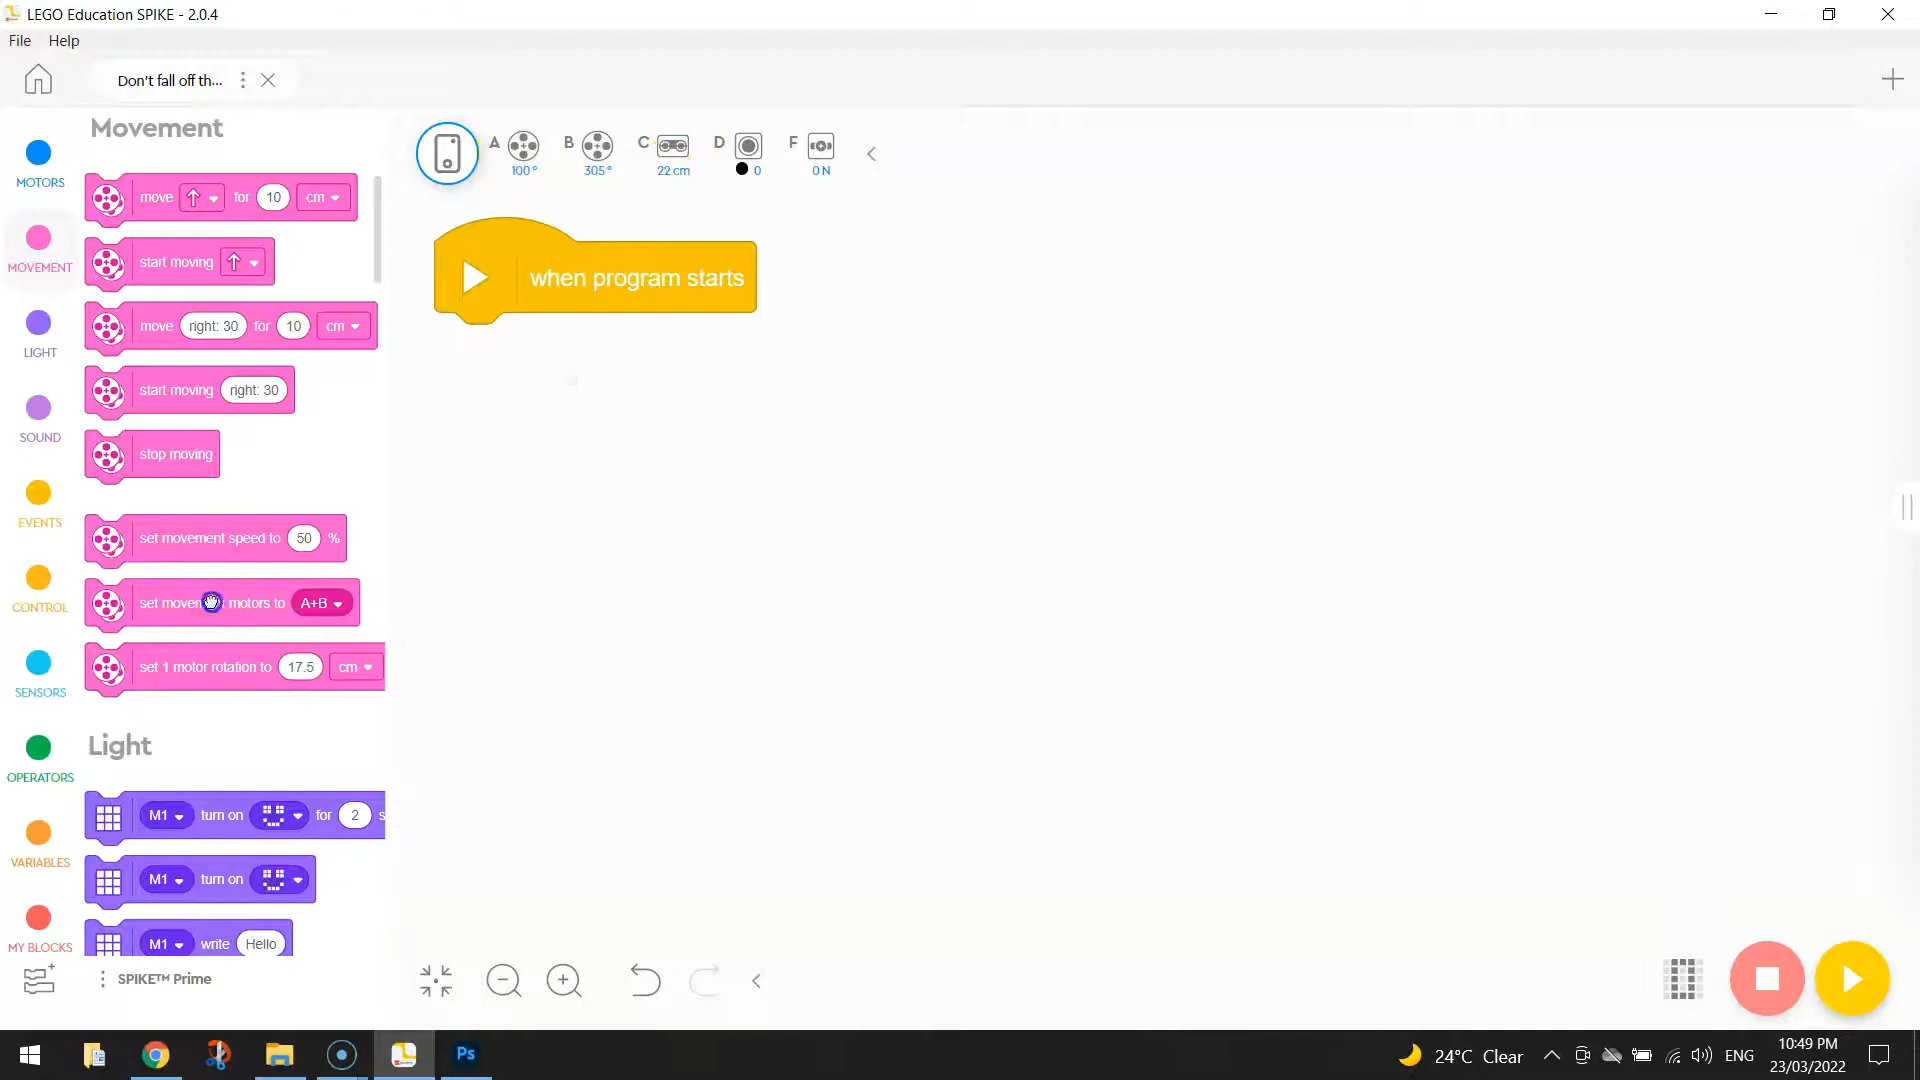 LEGO Education SPIKE - 2.0.4
File Help
Don't fall off th...
MOTORS
MOVEMENT
LIGHT
SOUND
EVENTS
CONTROL
SENSORS
OPERATORS
VARIABLES
MY BLOCKS
Movement
move for 10 cm
start moving
move right: 30 for 10 cm
start moving right: 30
stop moving
set movement speed to 50 %
set movem motors to A+B
set 1 motor rotation to 17.5 cm
Light
M1 turn on for 2 s
M1 turn on
M1 write Hello
SPIKE™ Prime
A 100° B 305° C 22 cm D 0 F 0 N
when program starts
Ps
24°C Clear ENG
10:49 PM
23/03/2022